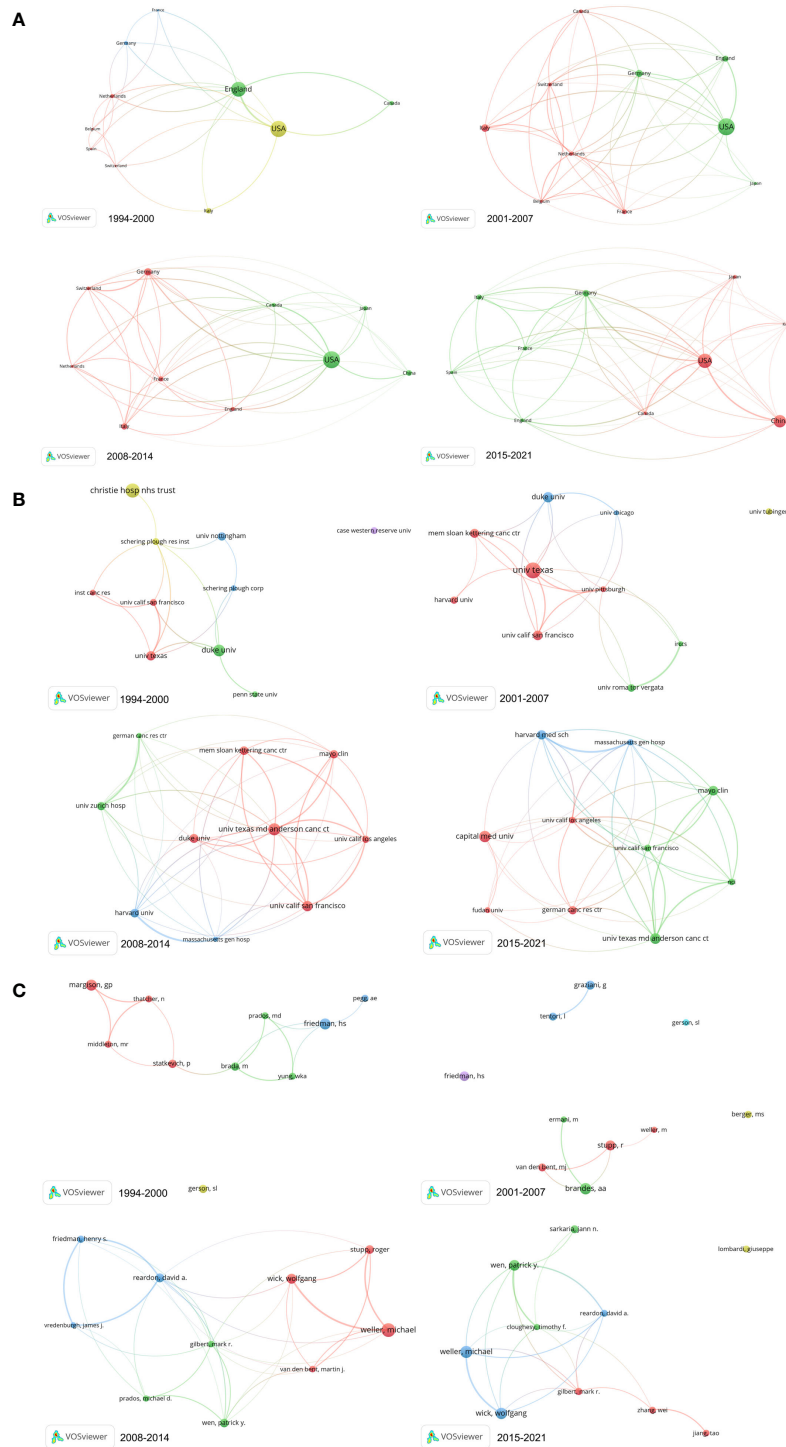 A
France
Germany
England
Canada
Netherlands
USA
Belgium
Spain
Switzerland
Italy
VOSviewer 1994-2000
Canada
England
Germany
Switzerland
Italy
USA
Netherlands
Japan
Belgium
France
VOSviewer 2001-2007
Germany
Switzerland
Canada
Japan
USA
Netherlands
China
France
England
Italy
VOSviewer 2008-2014
Japan
Germany
Italy
France
USA
Spain
Canada
England
China
VOSviewer 2015-2021
B
christie hosp nhs trust
case western reserve univ
univ nottingham
schering plough res inst
schering plough corp
inst canc res
univ calif san francisco
duke univ
univ texas
penn state univ
VOSviewer 1994-2000
duke univ
univ chicago
mem sloan kettering canc ctr
univ texas
univ pittsburgh
harvard univ
univ calif san francisco
irccs
univ roma tor vergata
VOSviewer 2001-2007
german canc res ctr
mem sloan kettering canc ctr
mayo clin
univ zurich hosp
univ texas md anderson canc ct
duke univ
univ calif los angeles
univ calif san francisco
harvard univ
massachusetts gen hosp
VOSviewer 2008-2014
harvard med sch
massachusetts gen hosp
mayo clin
univ calif los angeles
capital med univ
univ calif san francisco
nci
fudan univ
german canc res ctr
univ texas md anderson canc ct
VOSviewer 2015-2021
C
margison, gp
thatcher, n
pegg, ae
prados, md
friedman, hs
middleton, mr
statkevich, p
brada, m
yung, wka
VOSviewer 1994-2000
gerson, sl
graziani, g
tentori, l
gerson, sl
friedman, hs
berger, ms
ermani, m
weller, m
stupp, r
van den bent, mj
brandes, aa
VOSviewer 2001-2007
friedman, henry s.
stupp, roger
reardon, david a.
wick, wolfgang
vredenburgh, james j.
weller, michael
gilbert, mark r.
van den bent, martin j.
prados, michael d.
wen, patrick y.
VOSviewer 2008-2014
sarkaria, jann n.
lombardi, giuseppe
wen, patrick y.
reardon, david a.
cloughesy, timothy f.
weller, michael
gilbert, mark r.
zhang, wei
wick, wolfgang
jiang, tao
VOSviewer 2015-2021